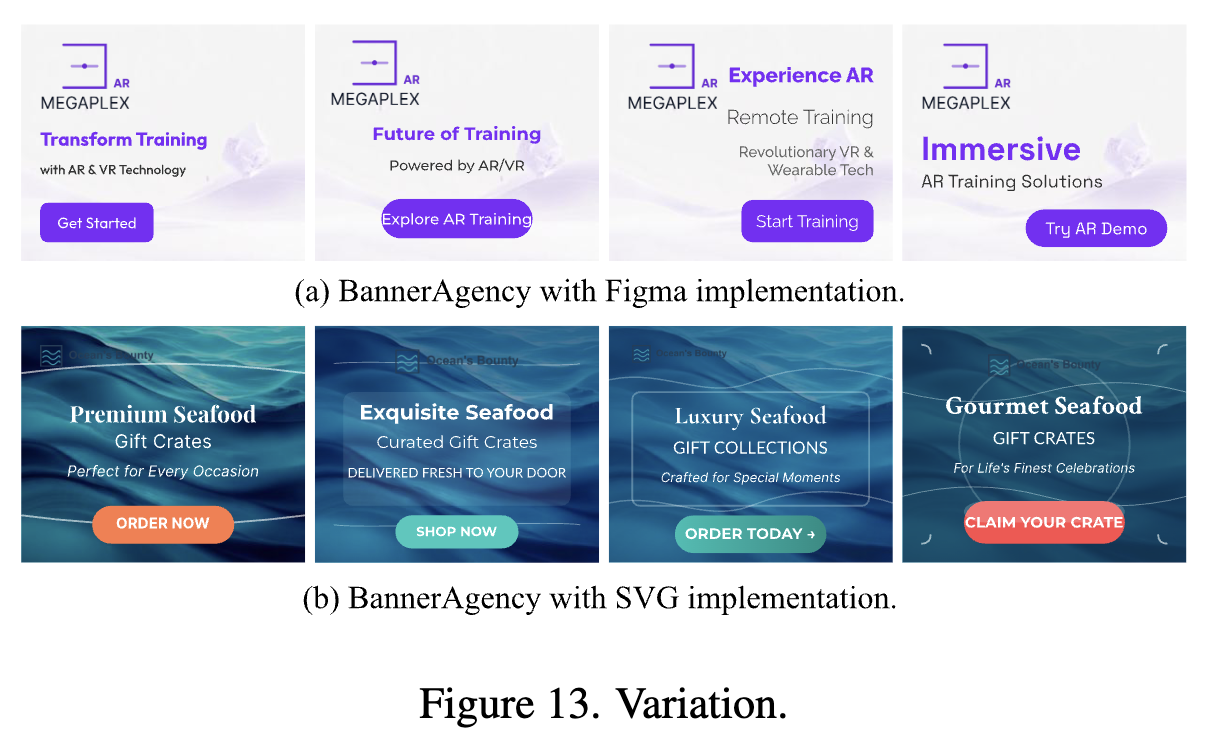 AR
MEGAPLEX
Transform Training
with AR & VR Technology
Get Started
AR
MEGAPLEX
Future of Training
Powered by AR/VR
Explore AR Training
AR
MEGAPLEX
Experience AR
Remote Training
Revolutionary VR &
Wearable Tech
Start Training
AR
MEGAPLEX
Immersive
AR Training Solutions
Try AR Demo
(a) BannerAgency with Figma implementation.
Ocean's Bounty
Premium Seafood
Gift Crates
Perfect for Every Occasion
ORDER NOW
Ocean's Bounty
Exquisite Seafood
Curated Gift Crates
DELIVERED FRESH TO YOUR DOOR
SHOP NOW
Ocean's Bounty
Luxury Seafood
GIFT COLLECTIONS
Crafted for Special Moments
ORDER TODAY →
Ocean's Bounty
Gourmet Seafood
GIFT CRATES
For Life's Finest Celebrations
CLAIM YOUR CRATE
(b) BannerAgency with SVG implementation.
Figure 13. Variation.